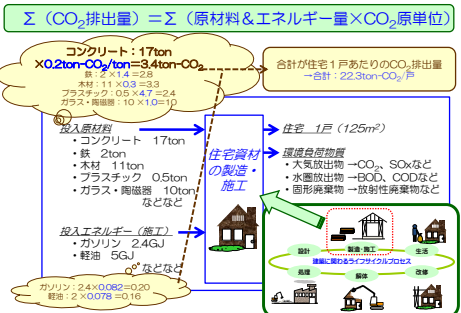 Σ（CO₂排出量）＝Σ（原材料＆エネルギー量×CO₂原単位）
コンクリート：17ton
×0.2ton-CO₂/ton＝3.4ton-CO₂
鉄：2×1.4＝2.8
木材：11×0.3＝3.3
プラスチック：0.5×4.7＝2.4
ガラス・陶磁器：10×1.0＝10
合計が住宅１戸あたりのCO₂排出量
→合計：22.3ton-CO₂/戸
投入原材料
・コンクリート　17ton
・鉄　2ton
・木材　11ton
・プラスチック　0.5ton
・ガラス・陶磁器　10ton
などなど
投入エネルギー（施工）
・ガソリン　2.4GJ
・軽油　5GJ
などなど
ガソリン：2.4×0.082＝0.20
軽油：2×0.078＝0.16
住宅資材
の製造・
施工
住宅　1戸（125m²）
環境負荷物質
・大気放出物→CO₂、SOxなど
・水圏放出物→BOD、CODなど
・固形廃棄物→放射性廃棄物など
設計
製造・施工
生活
建築に関わるライフサイクルプロセス
処理
解体
改修